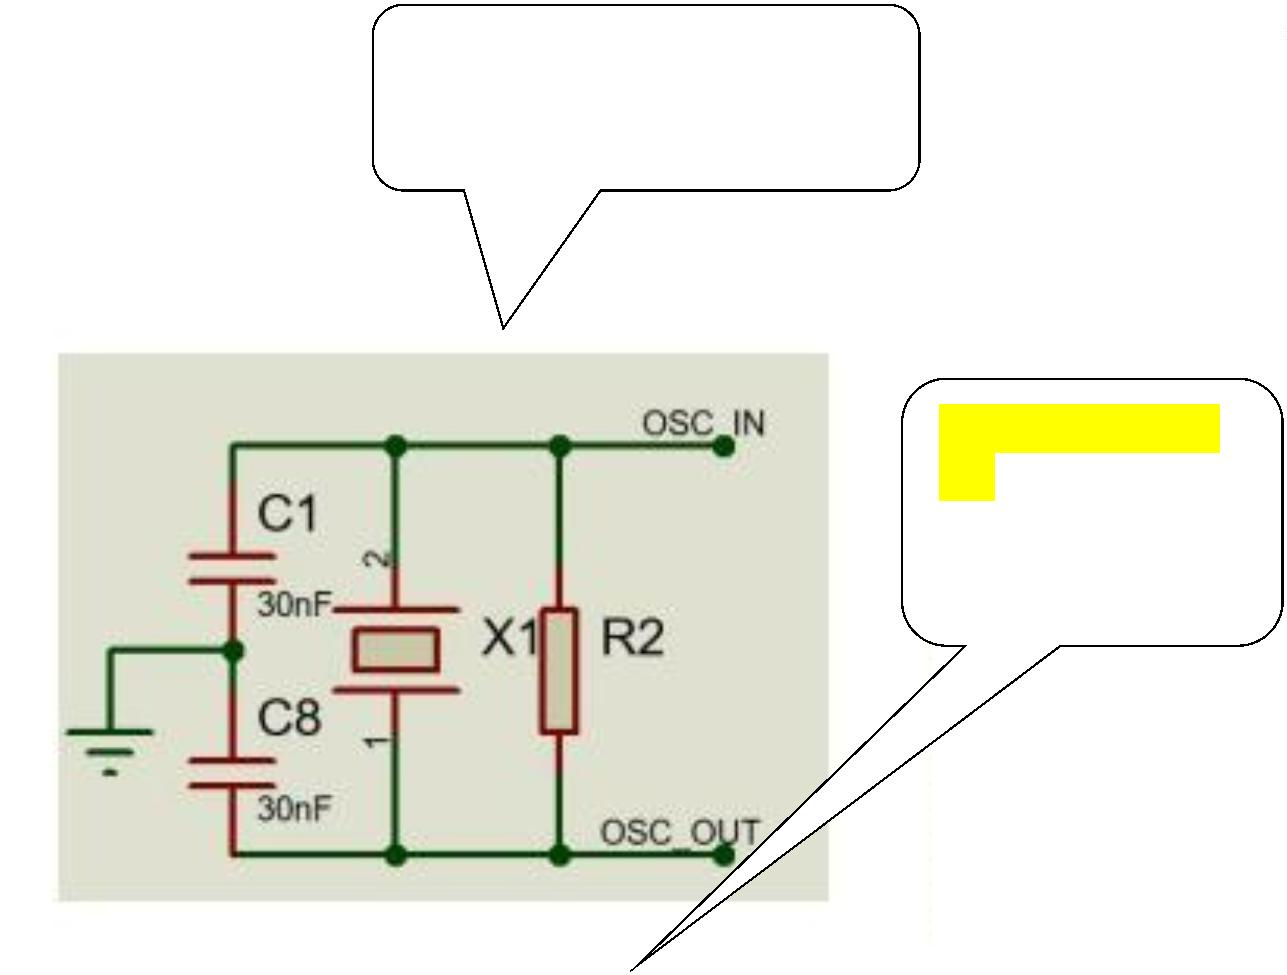 OSC_IN
C1
2
30nF
X1
R2
C8
1
30nF
OSC_OUT